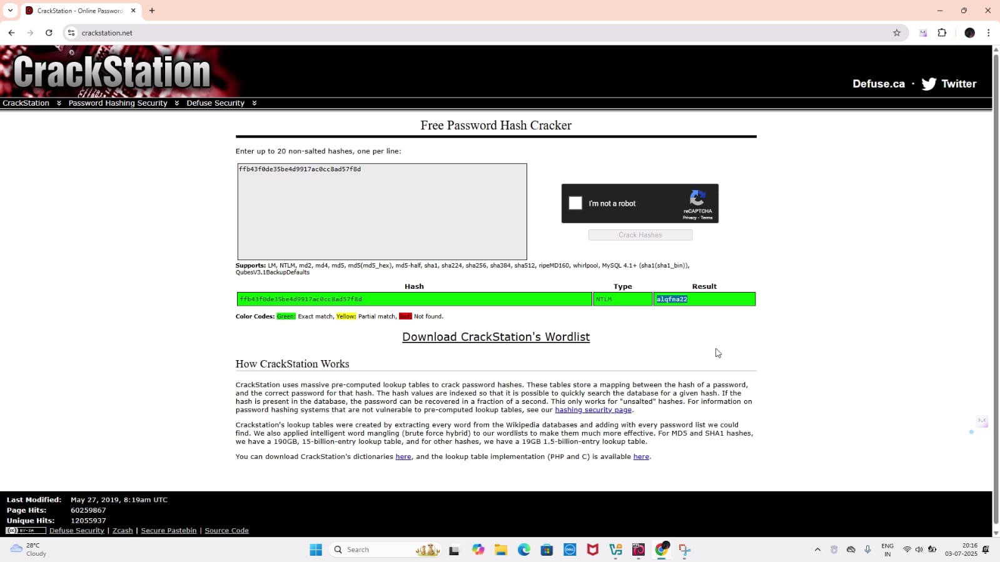 CrackStation - Online Password
crackstation.net
CrackStation
Defuse.ca · Twitter
CrackStation Password Hashing Security Defuse Security
Free Password Hash Cracker
Enter up to 20 non-salted hashes, one per line:
ffb43f0de35be4d9917ac0cc8ad57f8d
I'm not a robot
reCAPTCHA
Privacy - Terms
Crack Hashes
Supports: LM, NTLM, md2, md4, md5, md5(md5_hex), md5-half, sha1, sha224, sha256, sha384, sha512, ripeMD160, whirlpool, MySQL 4.1+ (sha1(sha1_bin)),
QubesV3.1BackupDefaults
Hash Type Result
ffb43f0de35be4d9917ac0cc8ad57f8d NTLM alqfna22
Color Codes: Green: Exact match, Yellow: Partial match, Red: Not found.
Download CrackStation's Wordlist
How CrackStation Works
CrackStation uses massive pre-computed lookup tables to crack password hashes. These tables store a mapping between the hash of a password,
and the correct password for that hash. The hash values are indexed so that it is possible to quickly search the database for a given hash. If the
hash is present in the database, the password can be recovered in a fraction of a second. This only works for "unsalted" hashes. For information on
password hashing systems that are not vulnerable to pre-computed lookup tables, see our hashing security page.
Crackstation's lookup tables were created by extracting every word from the Wikipedia databases and adding with every password list we could
find. We also applied intelligent word mangling (brute force hybrid) to our wordlists to make them much more effective. For MD5 and SHA1 hashes,
we have a 190GB, 15-billion-entry lookup table, and for other hashes, we have a 19GB 1.5-billion-entry lookup table.
You can download CrackStation's dictionaries here, and the lookup table implementation (PHP and C) is available here.
Last Modified: May 27, 2019, 8:19am UTC
Page Hits: 60259867
Unique Hits: 12055937
(cc) BY-SA Defuse Security | Zcash | Secure Pastebin | Source Code
28°C
Cloudy
Search
DELL
ENG
IN
20:16
03-07-2025